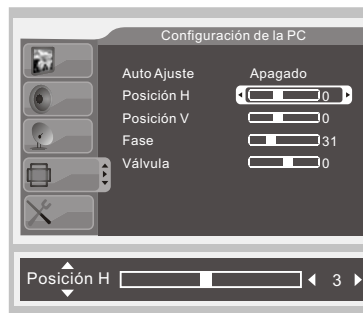 Configuración de la PC
Auto Ajuste Apagado
Posición H 0
Posición V 0
Fase 31
Válvula 0
Posición H 3